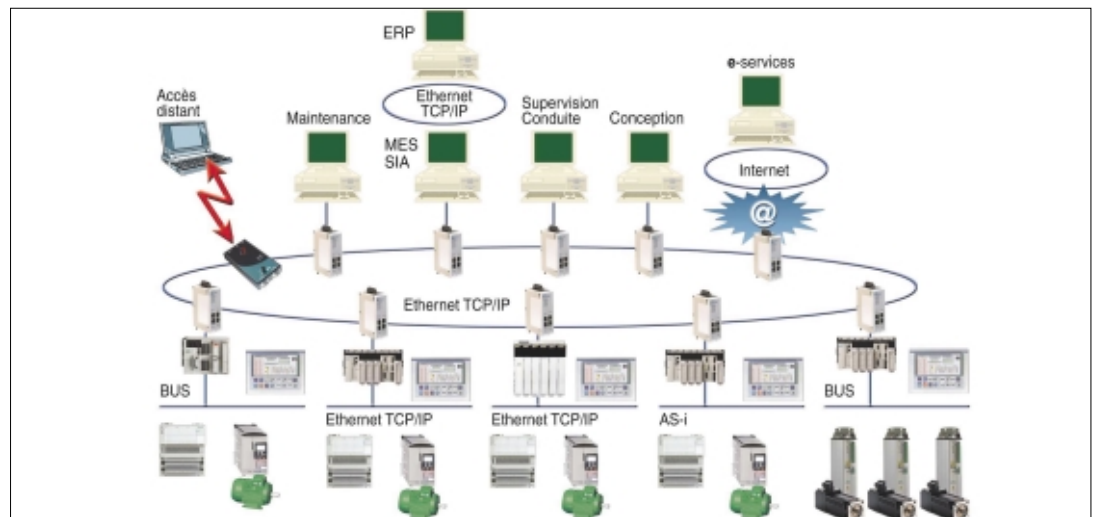 ERP
e-services
Accès
distant
Ethernet
TCP/IP
Maintenance
MES
SIA
Supervision
Conduite
Conception
Internet
@
Ethernet TCP/IP
BUS
Ethernet TCP/IP
Ethernet TCP/IP
AS-i
BUS